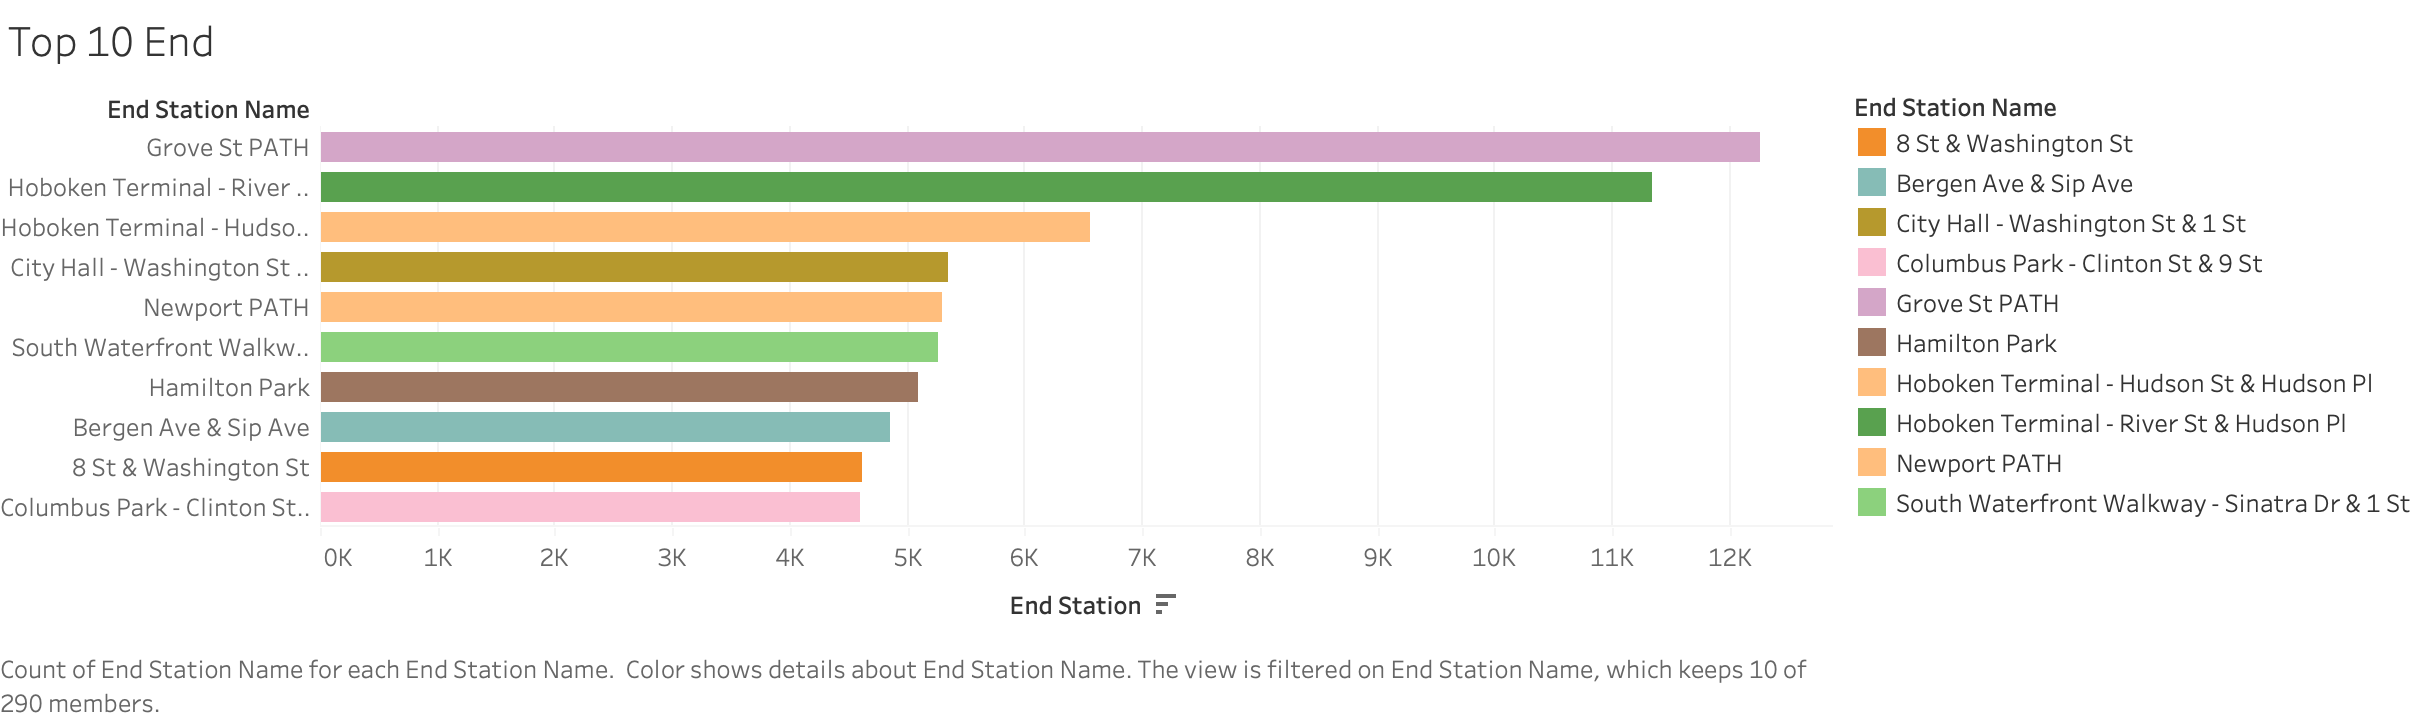 Top 10 End
End Station Name
Grove St PATH
Hoboken Terminal - River ..
Hoboken Terminal - Hudso..
City Hall - Washington St ..
Newport PATH
South Waterfront Walkw..
Hamilton Park
Bergen Ave & Sip Ave
8 St & Washington St
Columbus Park - Clinton St..
0K 1K 2K 3K 4K 5K 6K 7K 8K 9K 10K 11K 12K
End Station
End Station Name
8 St & Washington St
Bergen Ave & Sip Ave
City Hall - Washington St & 1 St
Columbus Park - Clinton St & 9 St
Grove St PATH
Hamilton Park
Hoboken Terminal - Hudson St & Hudson Pl
Hoboken Terminal - River St & Hudson Pl
Newport PATH
South Waterfront Walkway - Sinatra Dr & 1 St
Count of End Station Name for each End Station Name.  Color shows details about End Station Name. The view is filtered on End Station Name, which keeps 10 of
290 members.